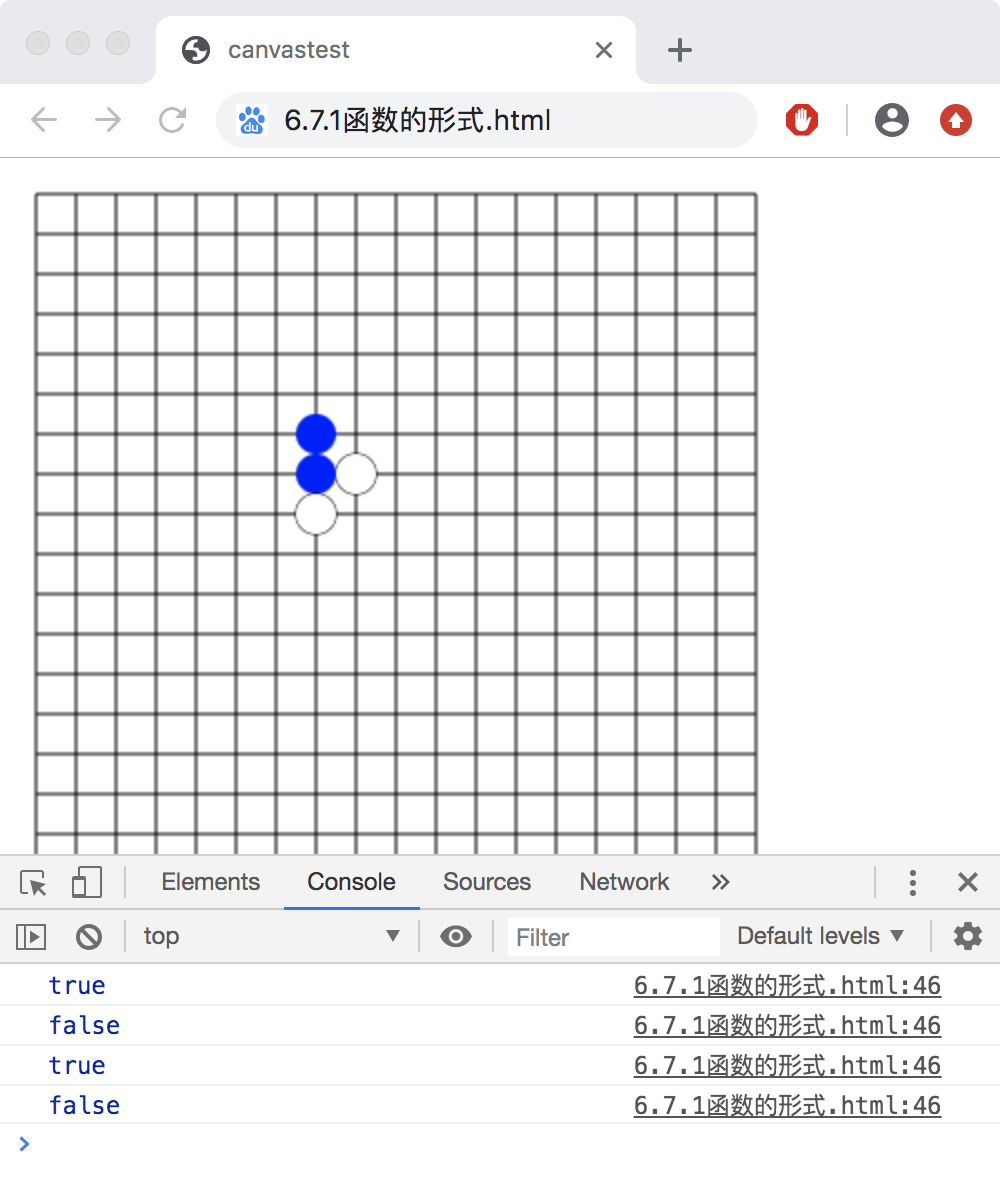 canvastest
du 6.7.1函数的形式.html
Elements Console Sources Network
top Filter Default levels
true 6.7.1函数的形式.html:46
false 6.7.1函数的形式.html:46
true 6.7.1函数的形式.html:46
false 6.7.1函数的形式.html:46